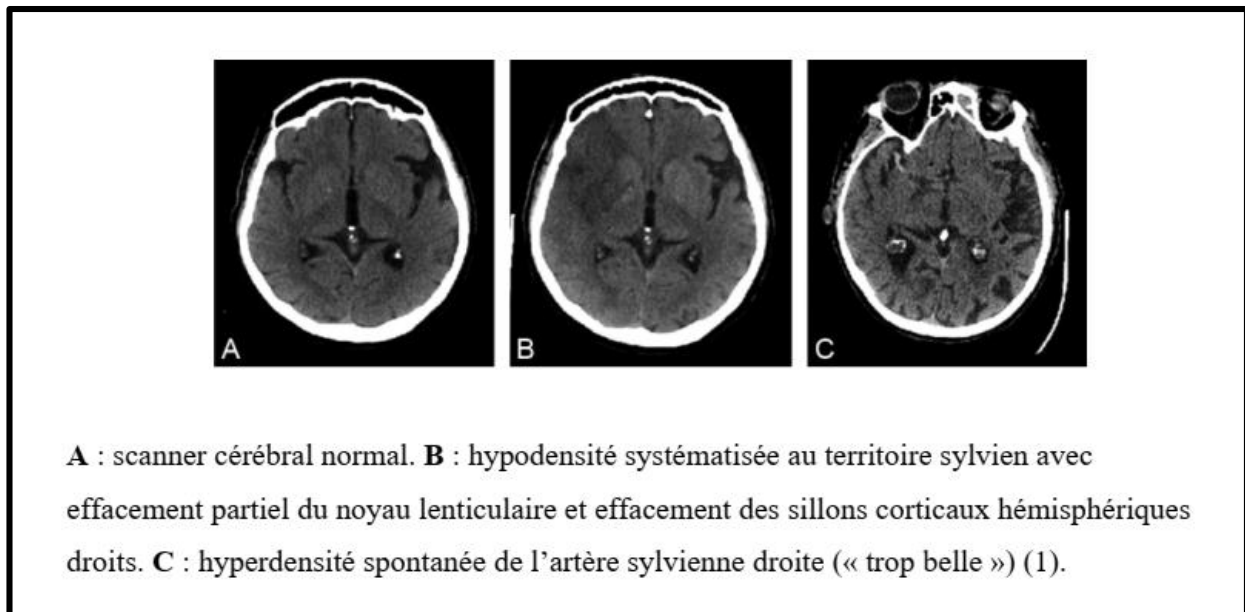 A
B
C
A : scanner cérébral normal. B : hypodensité systématisée au territoire sylvien avec
effacement partiel du noyau lenticulaire et effacement des sillons corticaux hémisphériques
droits. C : hyperdensité spontanée de l’artère sylvienne droite (« trop belle ») (1).